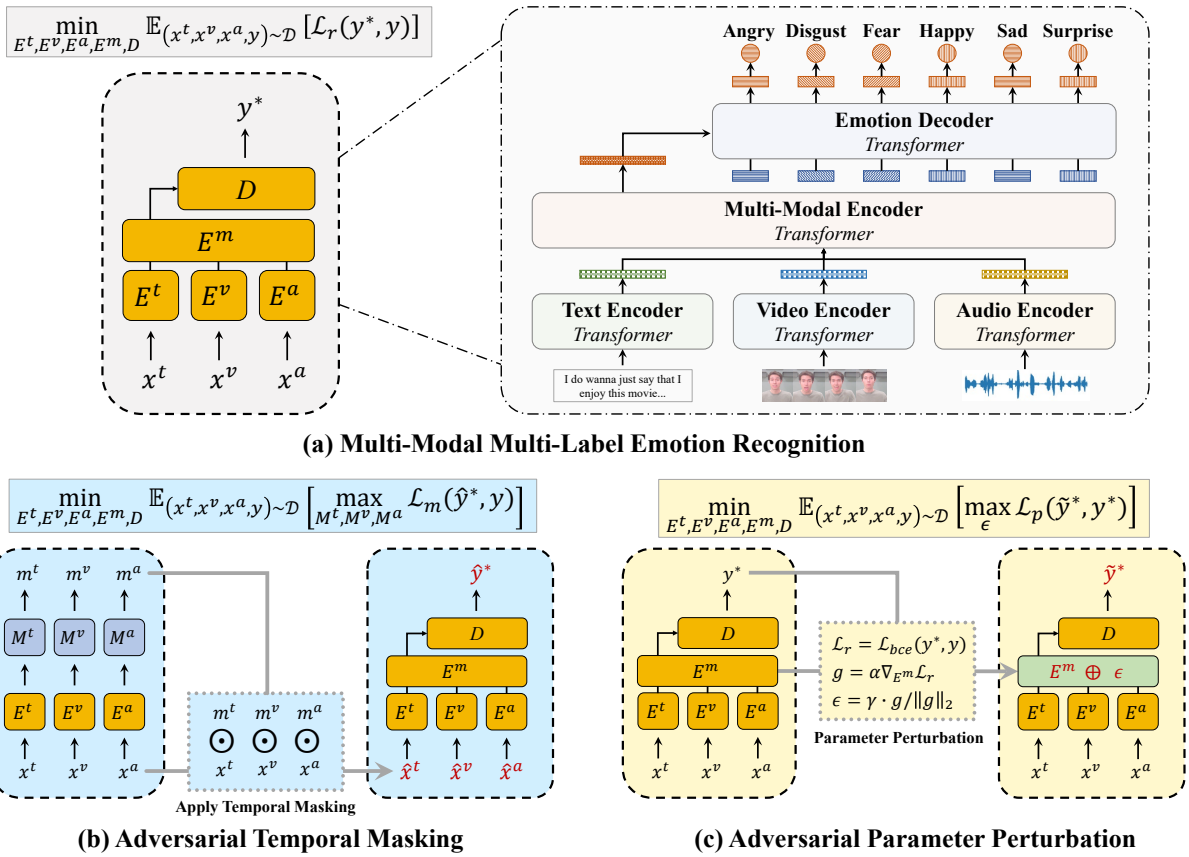 min E^t,E^v,E^a,E^m,D 𝔼(x^t,x^v,x^a,y)~𝒟 [ℒ_r(y*, y)]
y*
D
E^m
E^t E^v E^a
x^t x^v x^a
Angry Disgust Fear Happy Sad Surprise
Emotion Decoder
Transformer
Multi-Modal Encoder
Transformer
Text Encoder
Transformer
Video Encoder
Transformer
Audio Encoder
Transformer
I do wanna just say that I
enjoy this movie...
(a) Multi-Modal Multi-Label Emotion Recognition
min E^t,E^v,E^a,E^m,D 𝔼(x^t,x^v,x^a,y)~𝒟 [max M^t,M^v,M^a ℒ_m(ŷ*, y)]
m^t m^v m^a
M^t M^v M^a
E^t E^v E^a
x^t x^v x^a
m^t m^v m^a
⊙ ⊙ ⊙
x^t x^v x^a
Apply Temporal Masking
ŷ*
D
E^m
E^t E^v E^a
x̂^t x̂^v x̂^a
(b) Adversarial Temporal Masking
min E^t,E^v,E^a,E^m,D 𝔼(x^t,x^v,x^a,y)~𝒟 [max ϵ ℒ_p(ỹ*, y*)]
y*
D
E^m
E^t E^v E^a
x^t x^v x^a
ℒ_r = ℒ_bce(y*, y)
g = α∇_E^m ℒ_r
ϵ = γ · g/‖g‖_2
Parameter Perturbation
ỹ*
D
E^m ⊕ ϵ
E^t E^v E^a
x^t x^v x^a
(c) Adversarial Parameter Perturbation